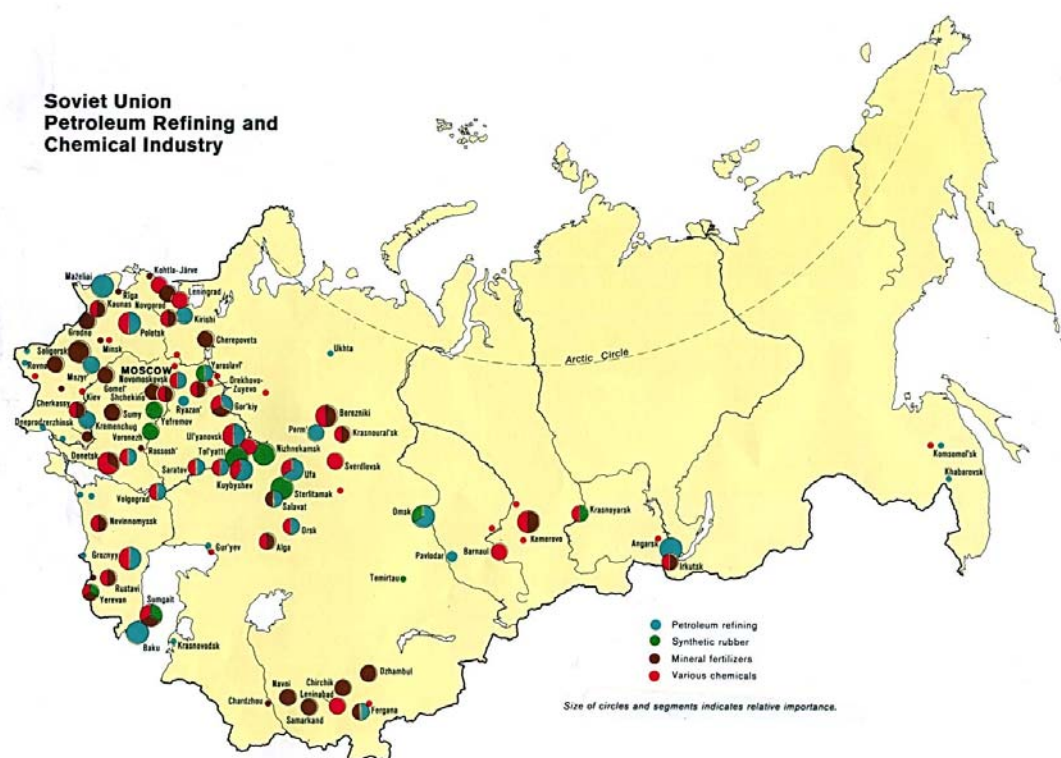 Soviet Union
Petroleum Refining and
Chemical Industry
Maželiai
Kohtla-Järve
Riga
Leningrad
Kaunas
Novgorod
Kirishi
Grodno
Polotsk
Cherepovets
Soligorsk
Minsk
Ukhta
Arctic Circle
Rovno
Mozyr'
MOSCOW
Yaroslavl'
Novomoskovsk
Orekhovo-
Zuyevo
Gomel'
Shchekino
Kiev
Ryazan'
Gor'kiy
Cherkassy
Sumy
Yefremov
Berezniki
Dneprodzerzhinsk
Kremenchug
Voronezh
Perm'
Krasnoural'sk
Ul'yanovsk
Nizhnekamsk
Rossosh'
Tol'yatti
Donetsk
Saratov
Kuybyshev
Ufa
Sverdlovsk
Sterlitamak
Volgograd
Salavat
Omsk
Krasnoyarsk
Komsomol'sk
Khabarovsk
Nevinnomyssk
Orsk
Kemerovo
Angarsk
Alga
Gur'yev
Pavlodar
Barnaul
Groznyy
Irkutsk
Temirtau
Rustavi
Yerevan
Sumgait
Baku
Krasnovodsk
Petroleum refining
Synthetic rubber
Mineral fertilizers
Various chemicals
Dzhambul
Chirchik
Navoi
Leninabad
Chardzhou
Samarkand
Fergana
Size of circles and segments indicates relative importance.